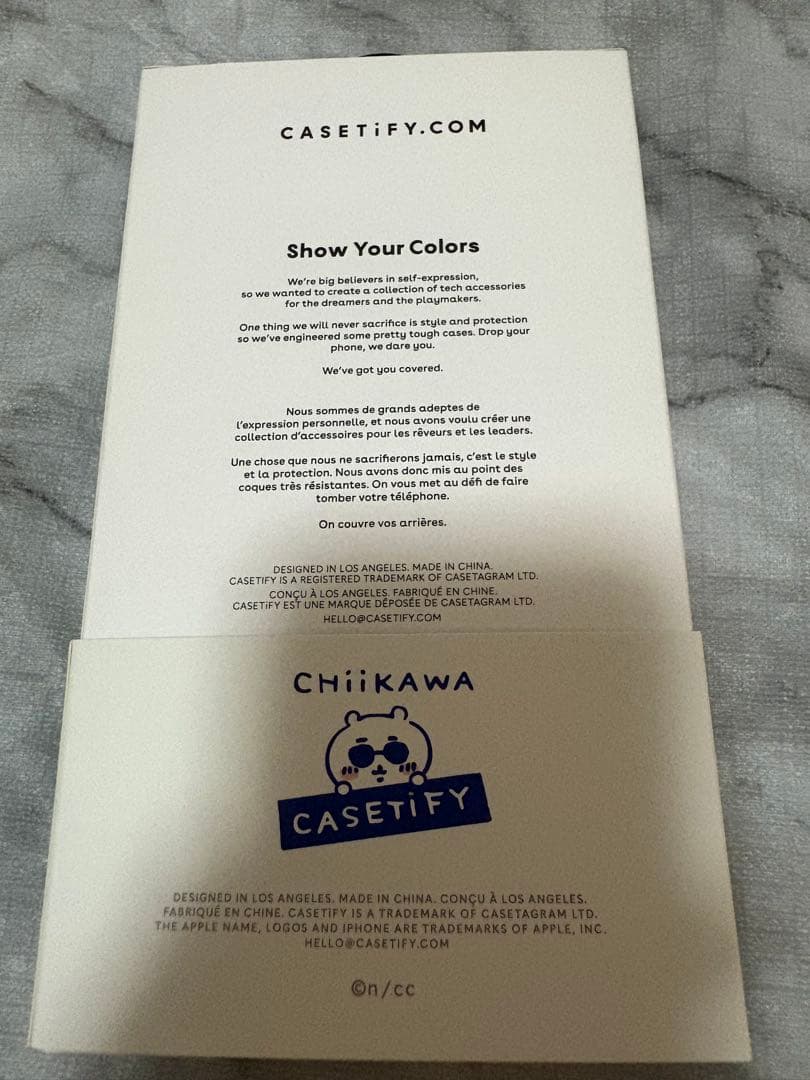 CASETiFY.COM
Show Your Colors
We're big believers in self-expression,
so we wanted to create a collection of tech accessories
for the dreamers and the playmakers.
One thing we will never sacrifice is style and protection
so we've engineered some pretty tough cases. Drop your
phone, we dare you.
We've got you covered.
Nous sommes de grands adeptes de
l'expression personnelle, et nous avons voulu créer une
collection d'accessoires pour les rêveurs et les leaders.
Une chose que nous ne sacrifierons jamais, c'est le style
et la protection. Nous avons donc mis au point des
coques très résistantes. On vous met au défi de faire
tomber votre téléphone.
On couvre vos arrières.
DESIGNED IN LOS ANGELES. MADE IN CHINA.
CASETiFY IS A REGISTERED TRADEMARK OF CASETAGRAM LTD.
CONÇU À LOS ANGELES. FABRIQUÉ EN CHINE.
CASETiFY EST UNE MARQUE DÉPOSÉE DE CASETAGRAM LTD.
HELLO@CASETIFY.COM
CHiiKAWA
CASETiFY
DESIGNED IN LOS ANGELES. MADE IN CHINA. CONÇU À LOS ANGELES.
FABRIQUÉ EN CHINE. CASETiFY IS A TRADEMARK OF CASETAGRAM LTD.
THE APPLE NAME, LOGOS AND IPHONE ARE TRADEMARKS OF APPLE, INC.
HELLO@CASETIFY.COM
©n/cc